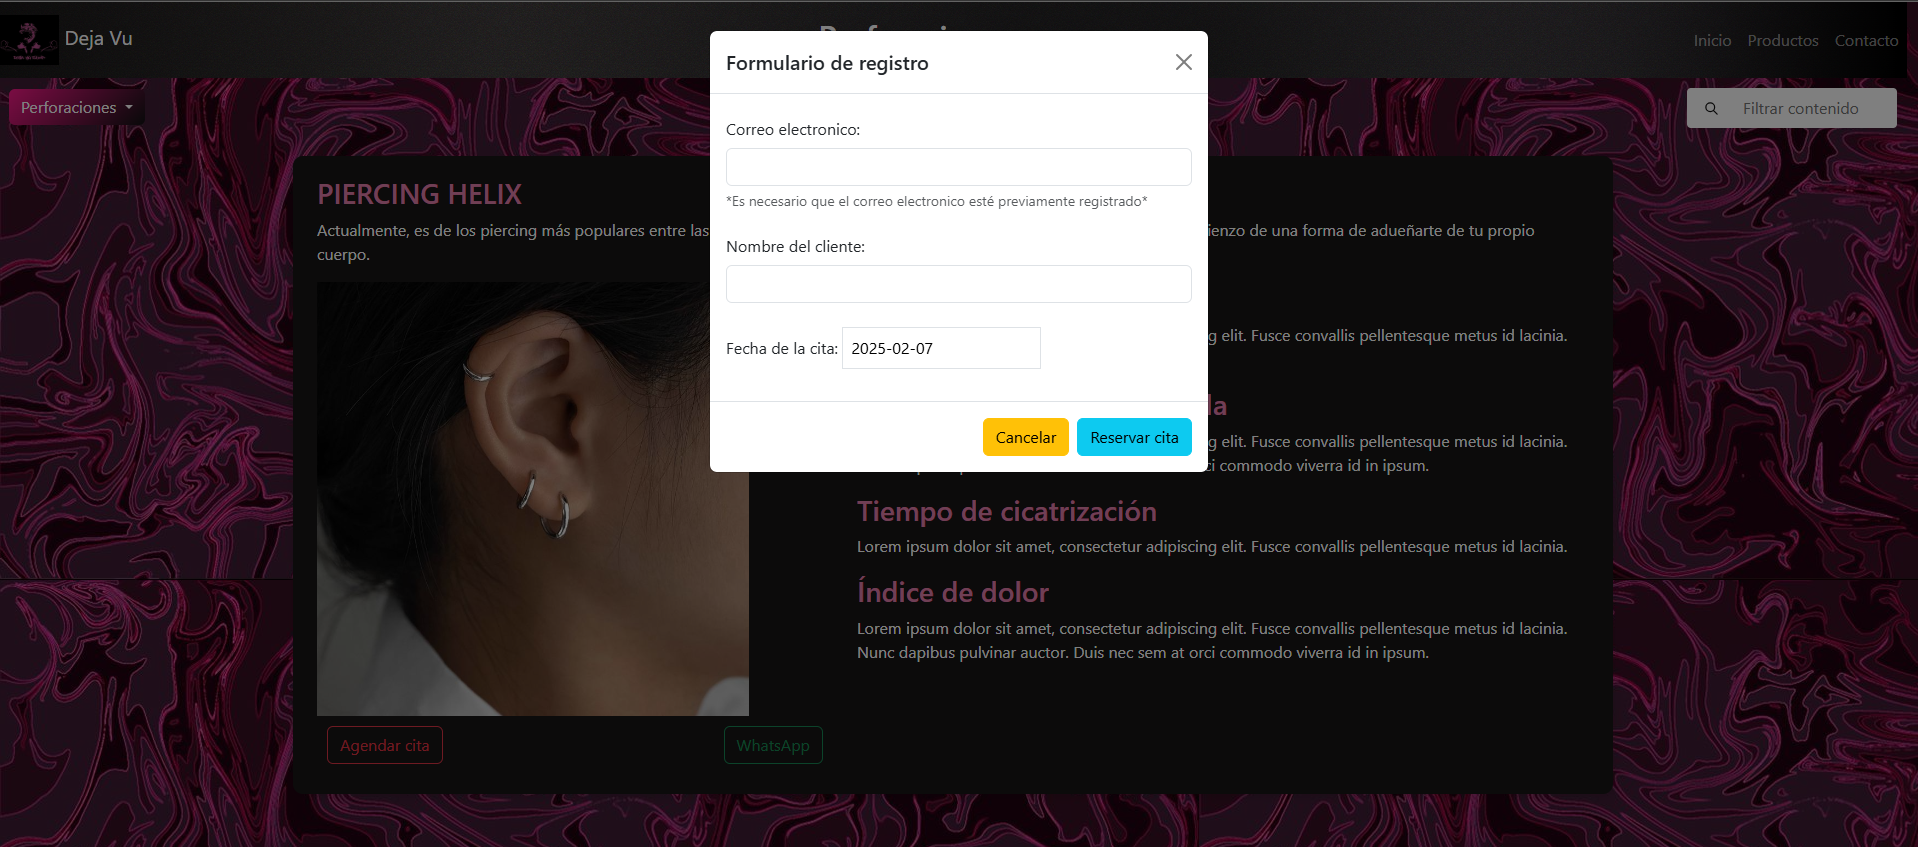 Deja Vu
Inicio Productos Contacto
Perforaciones
Filtrar contenido
Formulario de registro
Correo electronico:
*Es necesario que el correo electronico esté previamente registrado*
Nombre del cliente:
Fecha de la cita: 2025-02-07
Cancelar Reservar cita
PIERCING HELIX
Actualmente, es de los piercing más populares entre las
ienzo de una forma de adueñarte de tu propio
cuerpo.
g elit. Fusce convallis pellentesque metus id lacinia.
la
g elit. Fusce convallis pellentesque metus id lacinia.
ci commodo viverra id in ipsum.
Tiempo de cicatrización
Lorem ipsum dolor sit amet, consectetur adipiscing elit. Fusce convallis pellentesque metus id lacinia.
Índice de dolor
Lorem ipsum dolor sit amet, consectetur adipiscing elit. Fusce convallis pellentesque metus id lacinia.
Nunc dapibus pulvinar auctor. Duis nec sem at orci commodo viverra id in ipsum.
Agendar cita WhatsApp